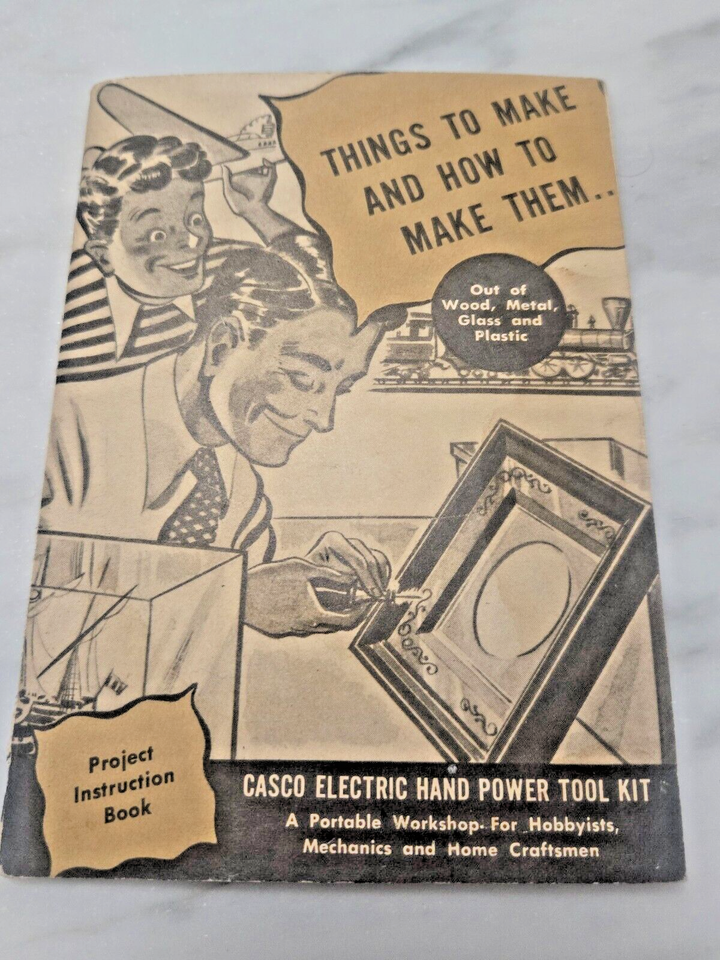 THINGS TO MAKE
AND HOW TO
MAKE THEM..
Out of
Wood, Metal,
Glass and
Plastic
Project
Instruction
Book
CASCO ELECTRIC HAND POWER TOOL KIT
A Portable Workshop- For Hobbyists,
Mechanics and Home Craftsmen